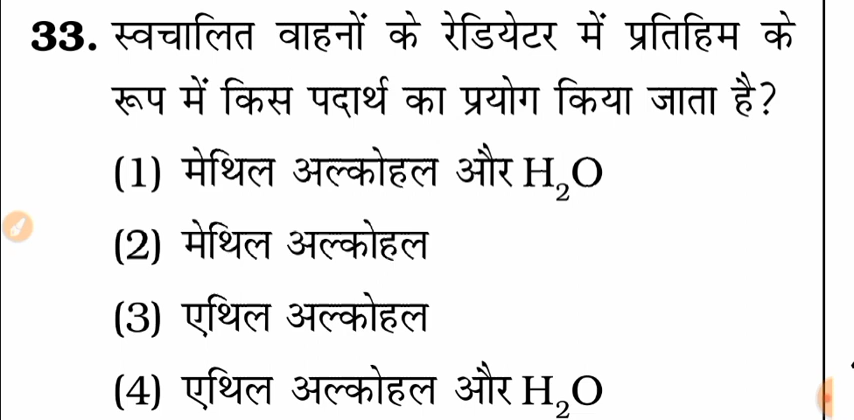 33. स्वचालित वाहनों के रेडियेटर में प्रतिहिम के
रूप में किस पदार्थ का प्रयोग किया जाता है?
(1) मेथिल अल्कोहल और H₂O
(2) मेथिल अल्कोहल
(3) एथिल अल्कोहल
(4) एथिल अल्कोहल और H₂O